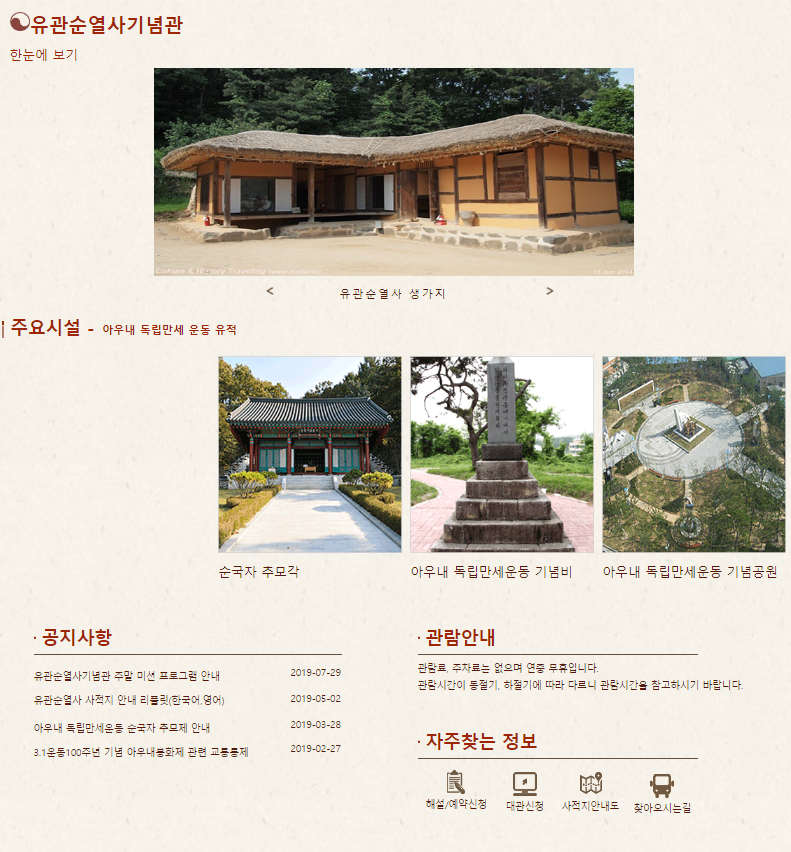 유관순열사기념관
한눈에 보기
< 유관순열사 생가지 >
| 주요시설 - 아우내 독립만세 운동 유적
순국자 추모각
아우내 독립만세운동 기념비
아우내 독립만세운동 기념공원
· 공지사항
유관순열사기념관 주말 미션 프로그램 안내 2019-07-29
유관순열사 사적지 안내 리플릿(한국어,영어) 2019-05-02
아우내 독립만세운동 순국자 추모제 안내 2019-03-28
3.1운동100주년 기념 아우내봉화제 관련 교통통제 2019-02-27
· 관람안내
관람료, 주차료는 없으며 연중 무휴입니다.
관람시간이 동절기, 하절기에 따라 다르니 관람시간을 참고하시기 바랍니다.
· 자주찾는 정보
해설/예약신청
대관신청
사적지안내도
찾아오시는길